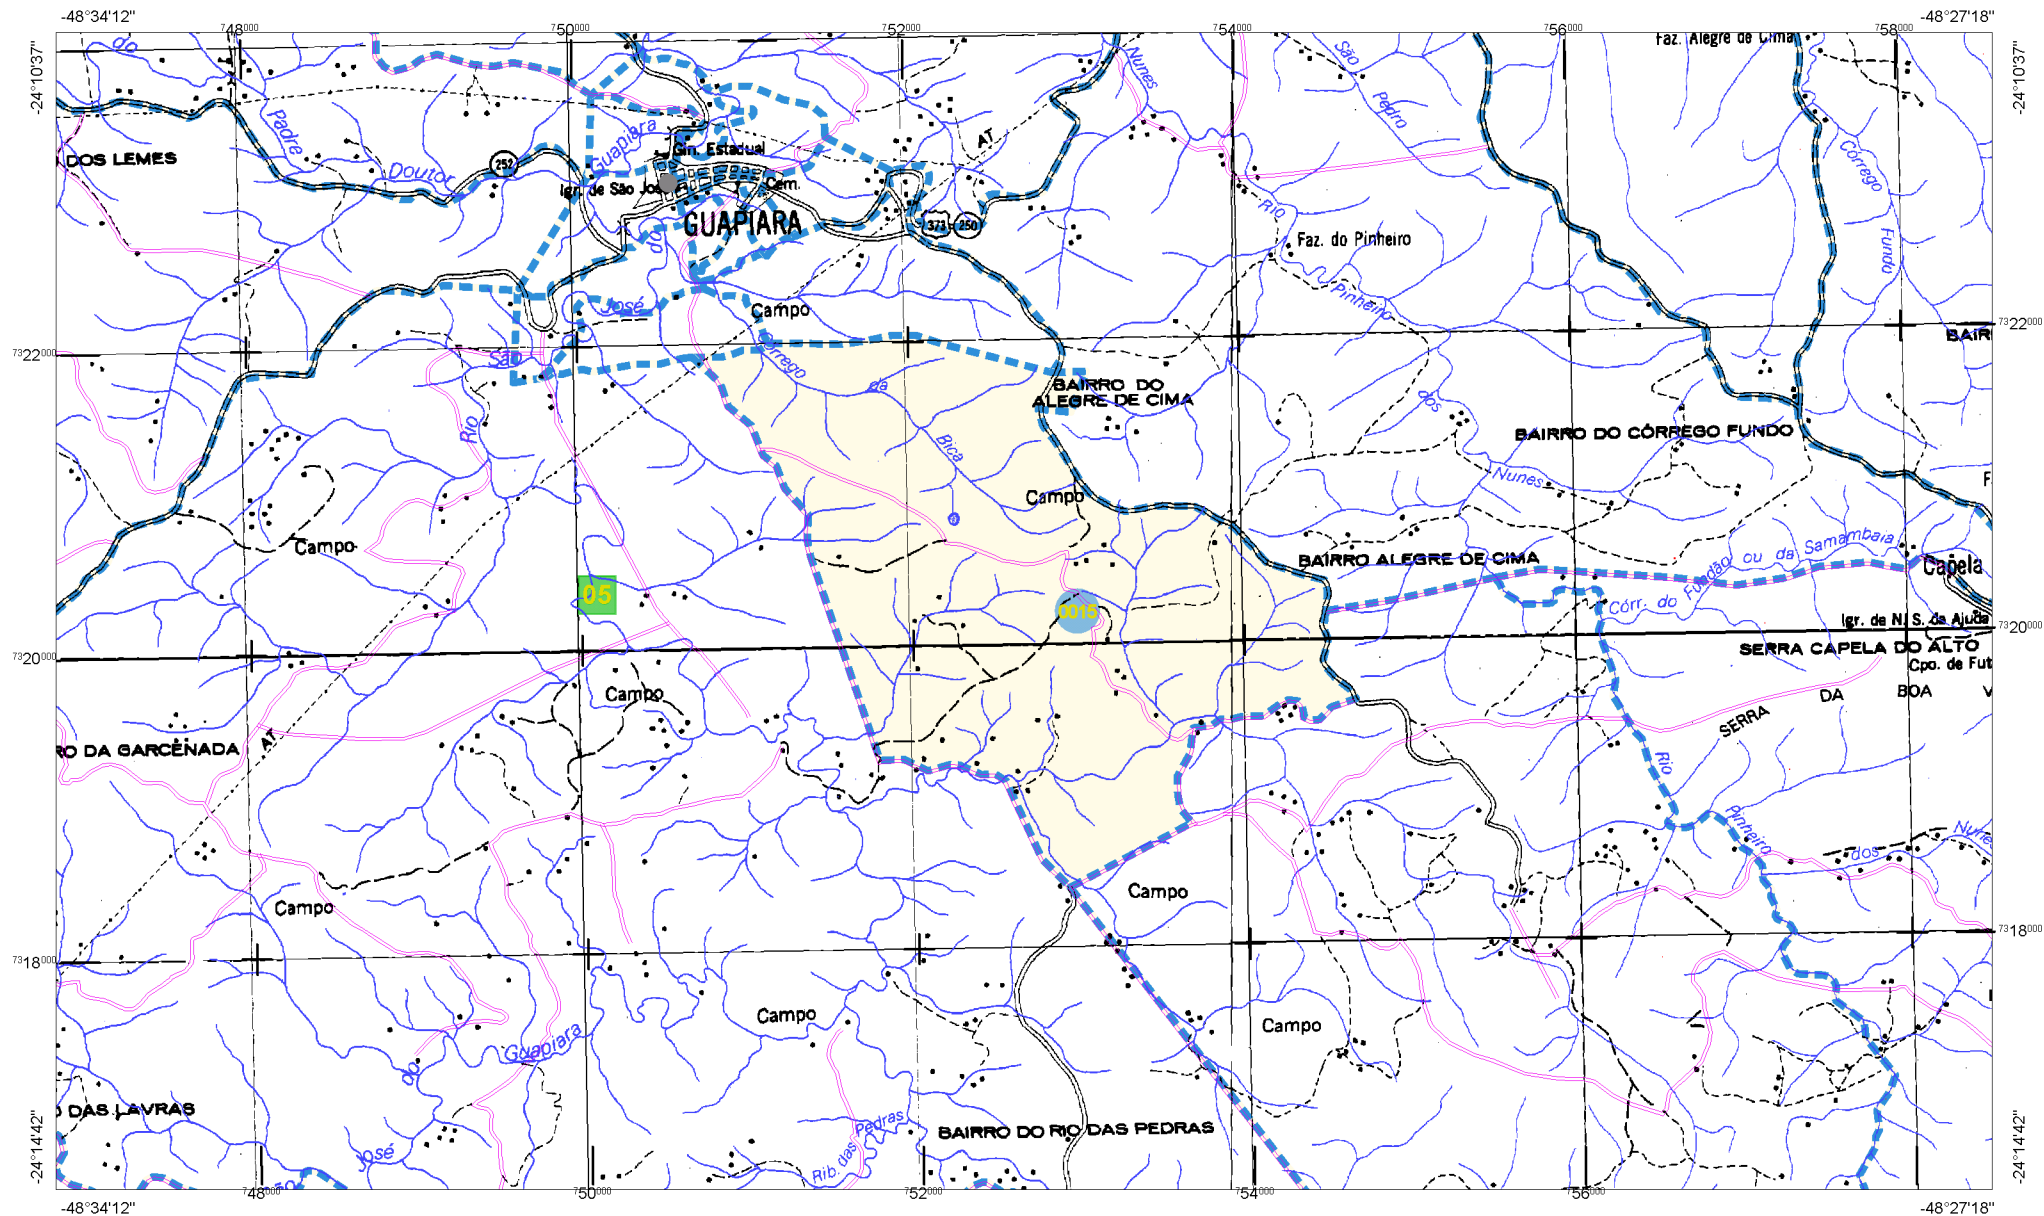 -48°34'12"
-48°27'18"
748000
750000
752000
754000
756000
758000
-24°10'37"
24°10'37"
do
Nunes
São
Pedro
Faz. Alegre de Cima
Padre
Doutor
DOS LEMES
252
Guapiara
Gin. Estadual
Igr. de São José
Cem.
AT
GUAPIARA
do
373
250
Rio
Faz. do Pinheiro
Pinheiro
Córrego
Fundo
José
Campo
7322000
7322000
São
Córrego
da
BAIRRO DO
ALEGRE DE CIMA
BAIR
dos
Rio
Bica
BAIRRO DO CÓRREGO FUNDO
Nunes
F
Campo
Campo
BAIRRO ALEGRE DE CIMA
Córr. do Fundão ou da Samambaia
Capela
05
0015
Igr. de N. S. da Ajuda
7320000
7320000
SERRA CAPELA DO ALTO
Cpo. de Fut
Campo
SERRA
DA
BOA
V
RO DA GARCENADA
AT
Rio
Pinheiro
dos
Nunes
Campo
Campo
7318000
7318000
Campo
Campo
Guapiara
do
O DAS LAVRAS
José
ão
Rib. das Pedras
BAIRRO DO RIO DAS PEDRAS
-24°14'42"
24°14'42"
748000
750000
752000
754000
756000
-48°34'12"
-48°27'18"